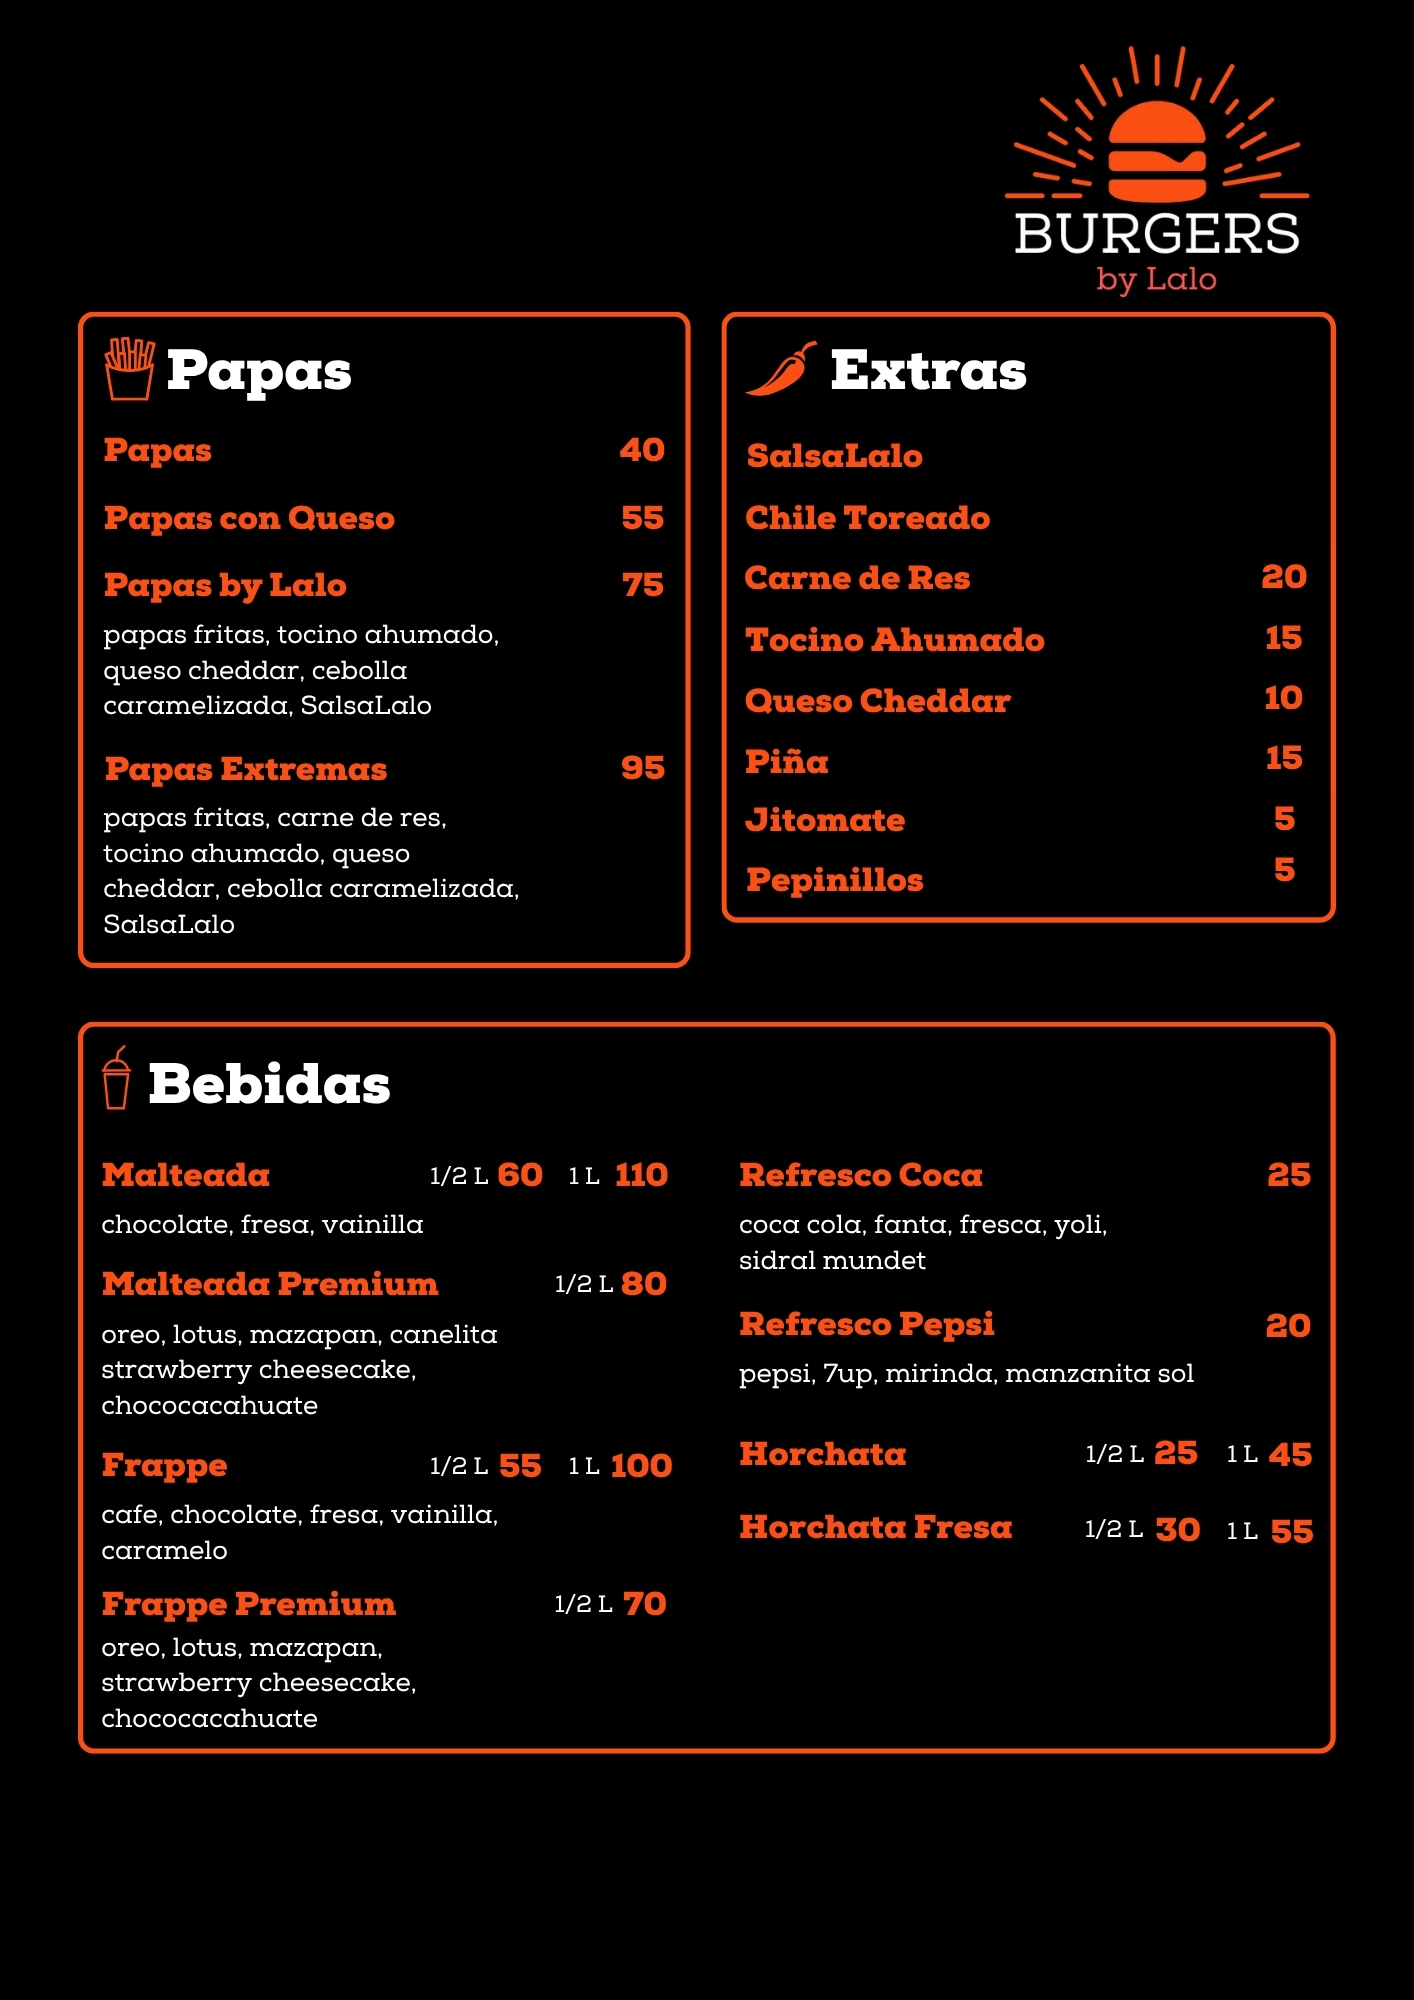 BURGERS
by Lalo
Papas
Papas 40
Papas con Queso 55
Papas by Lalo 75
papas fritas, tocino ahumado,
queso cheddar, cebolla
caramelizada, SalsaLalo
Papas Extremas 95
papas fritas, carne de res,
tocino ahumado, queso
cheddar, cebolla caramelizada,
SalsaLalo
Extras
SalsaLalo
Chile Toreado
Carne de Res 20
Tocino Ahumado 15
Queso Cheddar 10
Piña 15
Jitomate 5
Pepinillos 5
Bebidas
Malteada 1/2 L 60 1 L 110
chocolate, fresa, vainilla
Malteada Premium 1/2 L 80
oreo, lotus, mazapan, canelita
strawberry cheesecake,
chococacahuate
Frappe 1/2 L 55 1 L 100
cafe, chocolate, fresa, vainilla,
caramelo
Frappe Premium 1/2 L 70
oreo, lotus, mazapan,
strawberry cheesecake,
chococacahuate
Refresco Coca 25
coca cola, fanta, fresca, yoli,
sidral mundet
Refresco Pepsi 20
pepsi, 7up, mirinda, manzanita sol
Horchata 1/2 L 25 1 L 45
Horchata Fresa 1/2 L 30 1 L 55